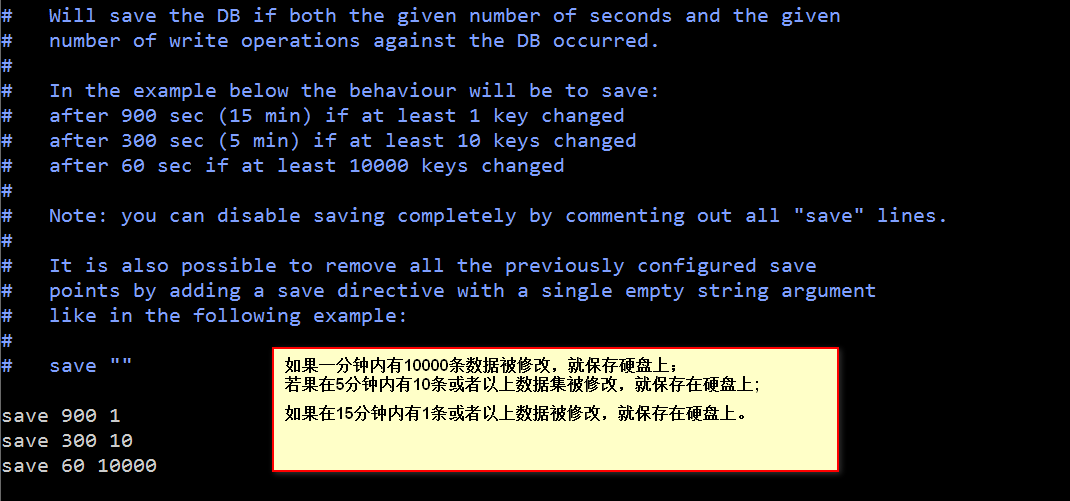 #   Will save the DB if both the given number of seconds and the given
#   number of write operations against the DB occurred.
#
#   In the example below the behaviour will be to save:
#   after 900 sec (15 min) if at least 1 key changed
#   after 300 sec (5 min) if at least 10 keys changed
#   after 60 sec if at least 10000 keys changed
#
#   Note: you can disable saving completely by commenting out all "save" lines.
#
#   It is also possible to remove all the previously configured save
#   points by adding a save directive with a single empty string argument
#   like in the following example:
#
#   save ""
save 900 1
save 300 10
save 60 10000
如果一分钟内有10000条数据被修改，就保存硬盘上；
若果在5分钟内有10条或者以上数据集被修改，就保存在硬盘上；
如果在15分钟内有1条或者以上数据被修改，就保存在硬盘上。